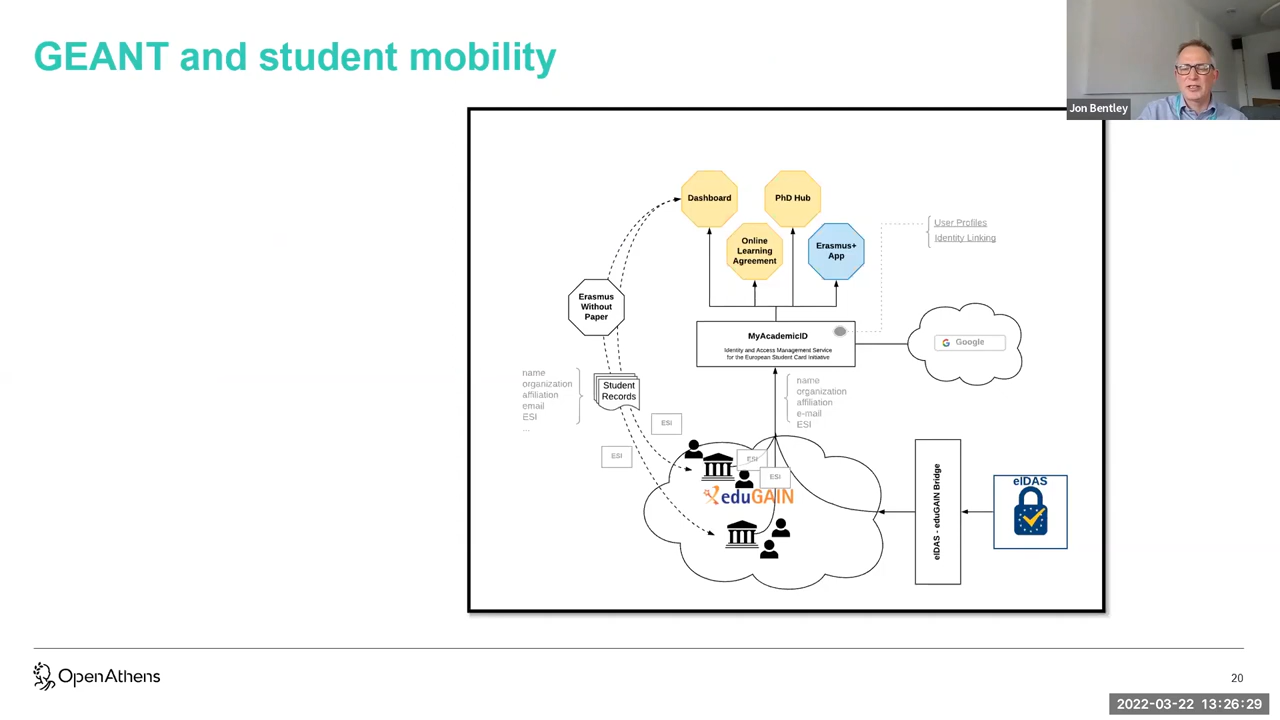 GEANT and student mobility
Jon Bentley
Dashboard
PhD Hub
Online
Learning
Agreement
Erasmus+
App
User Profiles
Identity Linking
Erasmus
Without
Paper
MyAcademicID
Identity and Access Management Service
for the European Student Card Initiative
Google
name
organization
affiliation
email
ESI
...
Student
Records
name
organization
affiliation
e-mail
ESI
ESI
ESI
ESI
ESI
eduGAIN
eIDAS - eduGAIN Bridge
eIDAS
OpenAthens
20
2022-03-22 13:26:29